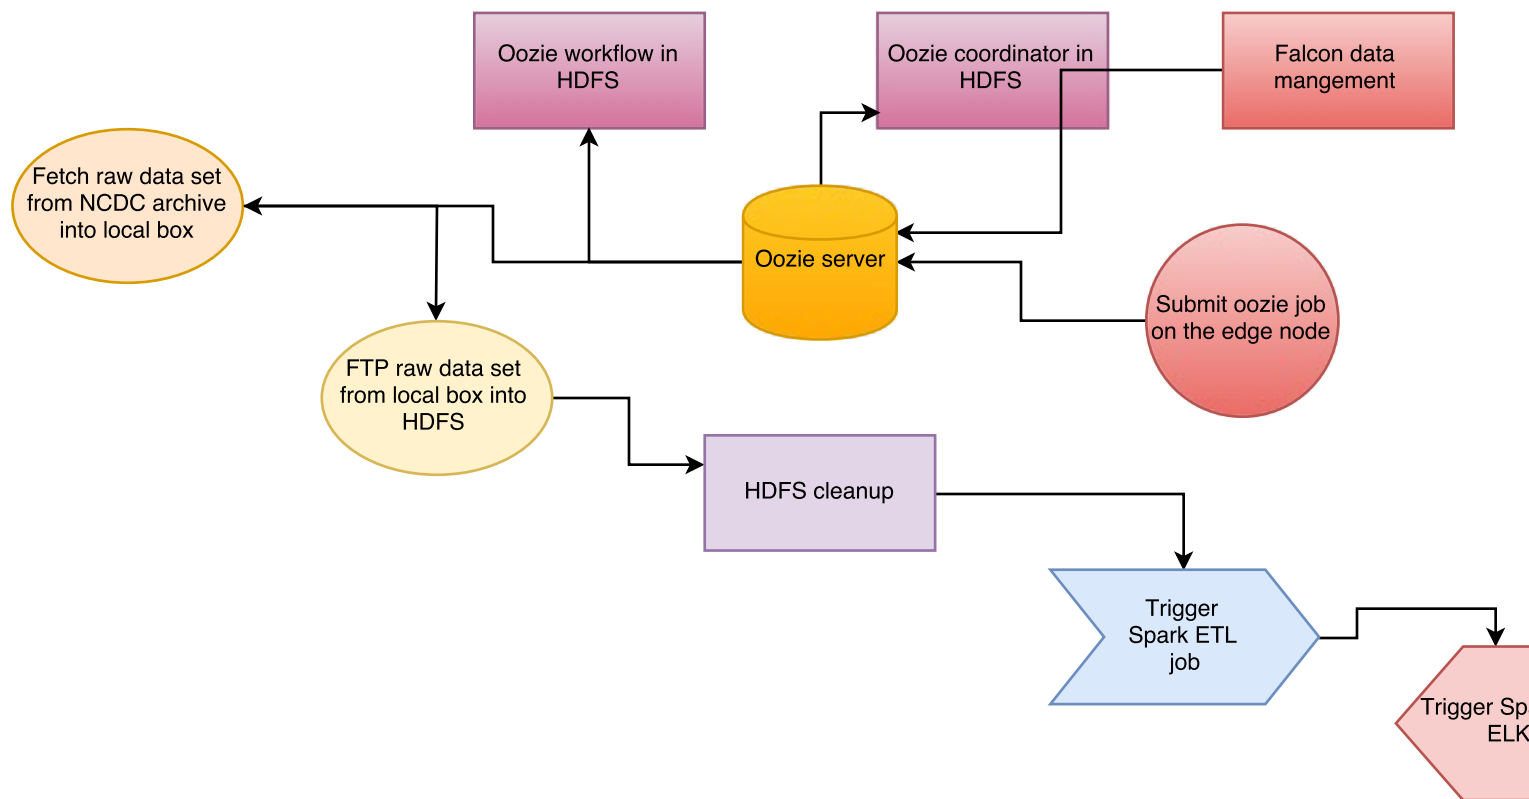 Oozie workflow in
HDFS
Oozie coordinator in
HDFS
Falcon data
mangement
Fetch raw data set
from NCDC archive
into local box
Oozie server
Submit oozie job
on the edge node
FTP raw data set
from local box into
HDFS
HDFS cleanup
Trigger
Spark ETL
job
Trigger
ELK